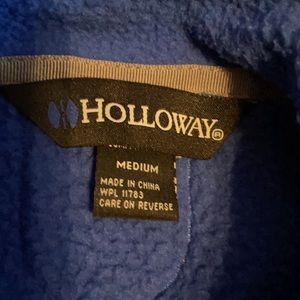 HOLLOWAY®
MEDIUM
MADE IN CHINA
WPL 11783
CARE ON REVERSE